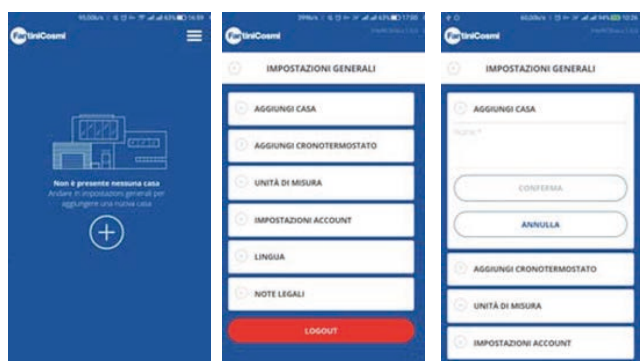 FantiniCosmi
Non è presente nessuna casa
Andare in impostazioni generali per
aggiungere una nuova casa
17:00
FantiniCosmi
IMPOSTAZIONI GENERALI
AGGIUNGI CASA
AGGIUNGI CRONOTERMOSTATO
UNITÀ DI MISURA
IMPOSTAZIONI ACCOUNT
LINGUA
NOTE LEGALI
LOGOUT
FantiniCosmi
IMPOSTAZIONI GENERALI
AGGIUNGI CASA
CONFERMA
ANNULLA
AGGIUNGI CRONOTERMOSTATO
UNITÀ DI MISURA
IMPOSTAZIONI ACCOUNT